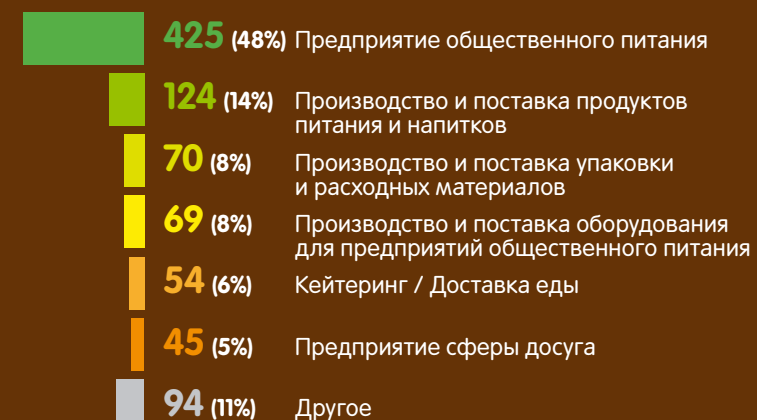 425 (48%) Предприятие общественного питания
124 (14%) Производство и поставка продуктов
питания и напитков
70 (8%) Производство и поставка упаковки
и расходных материалов
69 (8%) Производство и поставка оборудования
для предприятий общественного питания
54 (6%) Кейтеринг / Доставка еды
45 (5%) Предприятие сферы досуга
94 (11%) Другое